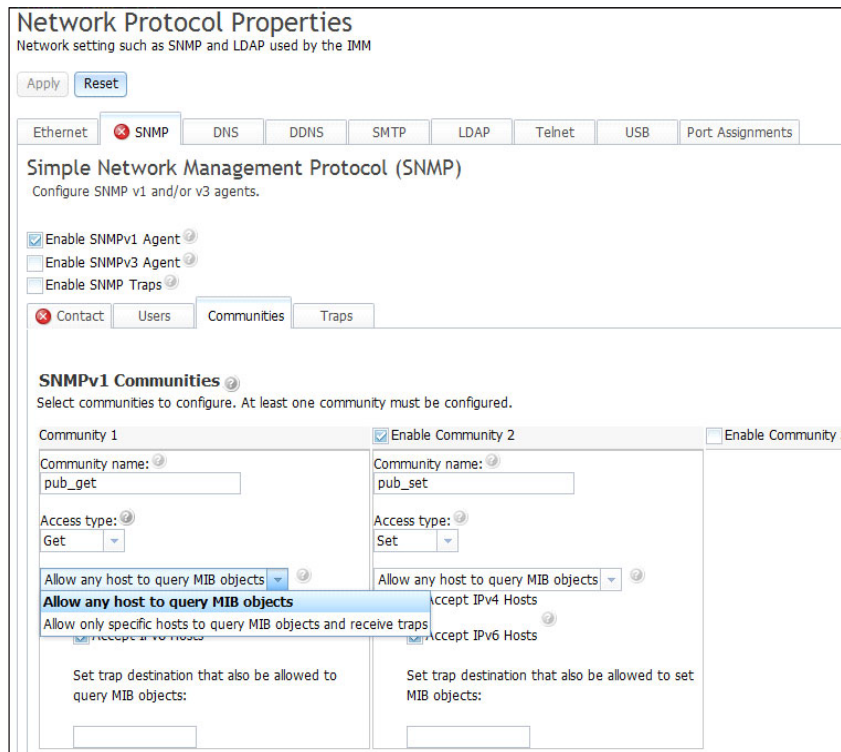 Network Protocol Properties
Network setting such as SNMP and LDAP used by the IMM
Apply Reset
Ethernet SNMP DNS DDNS SMTP LDAP Telnet USB Port Assignments
Simple Network Management Protocol (SNMP)
Configure SNMP v1 and/or v3 agents.
Enable SNMPv1 Agent
Enable SNMPv3 Agent
Enable SNMP Traps
Contact Users Communities Traps
SNMPv1 Communities
Select communities to configure. At least one community must be configured.
Community 1 Enable Community 2 Enable Community
Community name: Community name:
pub_get pub_set
Access type: Access type:
Get Set
Allow any host to query MIB objects Allow any host to query MIB objects
Allow any host to query MIB objects Accept IPv4 Hosts
Allow only specific hosts to query MIB objects and receive traps
Accept IPv6 Hosts Accept IPv6 Hosts
Set trap destination that also be allowed to Set trap destination that also be allowed to set
query MIB objects: MIB objects: